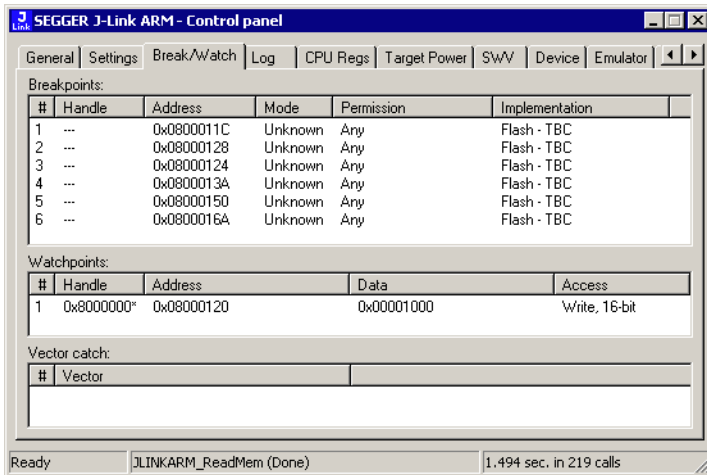 J Link SEGGER J-Link ARM - Control panel
General Settings Break/Watch Log CPU Regs Target Power SWV Device Emulator
Breakpoints:
# Handle Address Mode Permission Implementation
1 --- 0x0800011C Unknown Any Flash - TBC
2 --- 0x08000128 Unknown Any Flash - TBC
3 --- 0x08000124 Unknown Any Flash - TBC
4 --- 0x0800013A Unknown Any Flash - TBC
5 --- 0x08000150 Unknown Any Flash - TBC
6 --- 0x0800016A Unknown Any Flash - TBC
Watchpoints:
# Handle Address Data Access
1 0x8000000* 0x08000120 0x00001000 Write, 16-bit
Vector catch:
# Vector
Ready JLINKARM_ReadMem (Done) 1.494 sec. in 219 calls